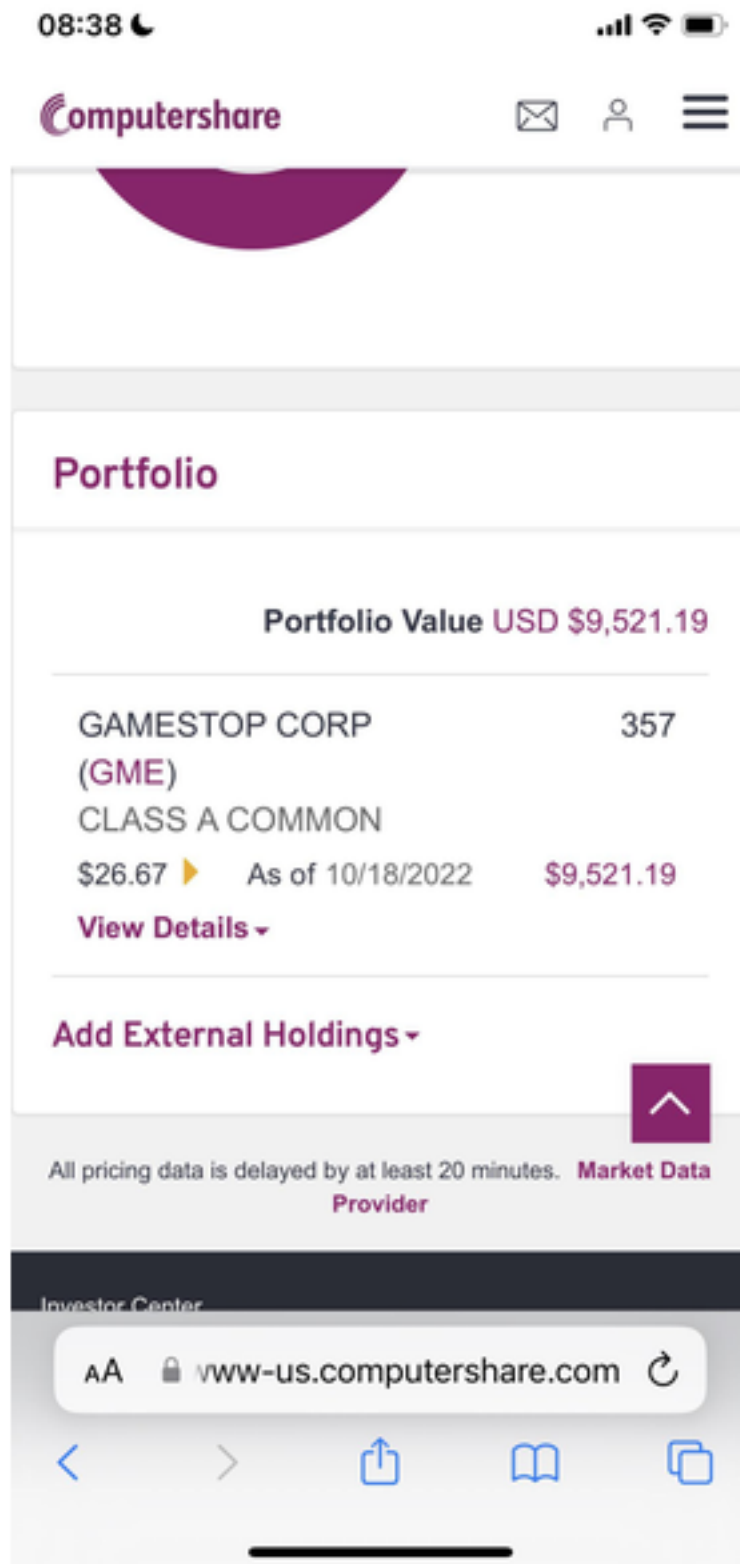 08:38
Computershare
Portfolio
Portfolio Value USD $9,521.19
GAMESTOP CORP 357
(GME)
CLASS A COMMON
$26.67 As of 10/18/2022 $9,521.19
View Details
Add External Holdings
All pricing data is delayed by at least 20 minutes. Market Data
Provider
Investor Center
AA www-us.computershare.com